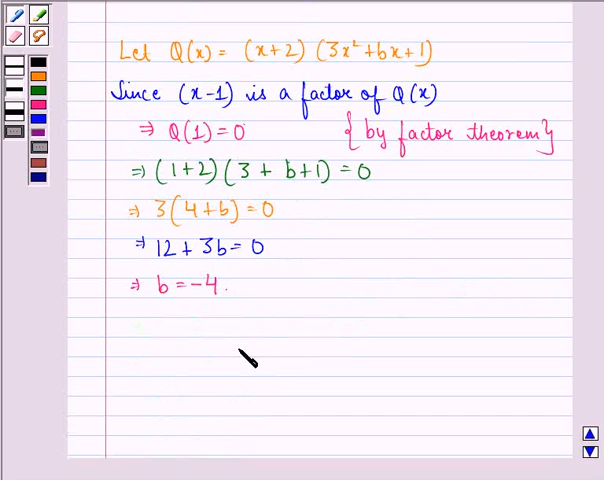 Let Q(x) = (x+2) (3x²+bx+1)
Since (x-1) is a factor of Q(x)
⇒ Q(1)=0 {by factor theorem}
⇒ (1+2)(3 + b+1) = 0
⇒ 3(4+b)=0
⇒ 12+3b=0
⇒ b=-4.